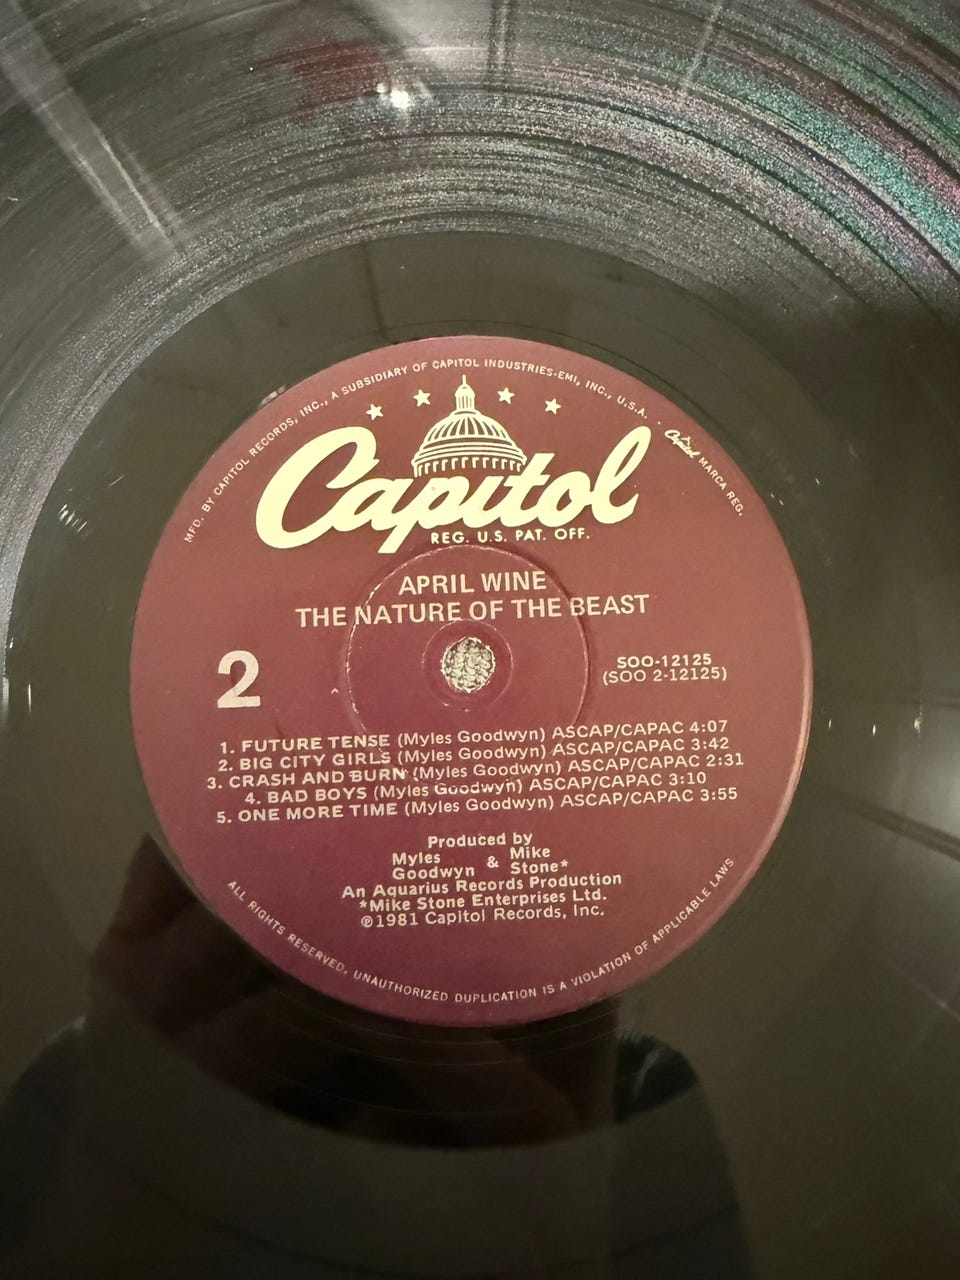 MFD. BY CAPITOL RECORDS, INC., A SUBSIDIARY OF CAPITOL INDUSTRIES-EMI, INC., U.S.A. · Capitol MARCA REG.
Capitol
REG. U.S. PAT. OFF.
APRIL WINE
THE NATURE OF THE BEAST
2
SOO-12125
(SOO 2-12125)
1. FUTURE TENSE (Myles Goodwyn) ASCAP/CAPAC 4:07
2. BIG CITY GIRLS (Myles Goodwyn) ASCAP/CAPAC 3:42
3. CRASH AND BURN (Myles Goodwyn) ASCAP/CAPAC 2:31
4. BAD BOYS (Myles Goodwyn) ASCAP/CAPAC 3:10
5. ONE MORE TIME (Myles Goodwyn) ASCAP/CAPAC 3:55
Produced by
Myles Goodwyn & Mike Stone*
An Aquarius Records Production
*Mike Stone Enterprises Ltd.
℗1981 Capitol Records, Inc.
ALL RIGHTS RESERVED, UNAUTHORIZED DUPLICATION IS A VIOLATION OF APPLICABLE LAWS